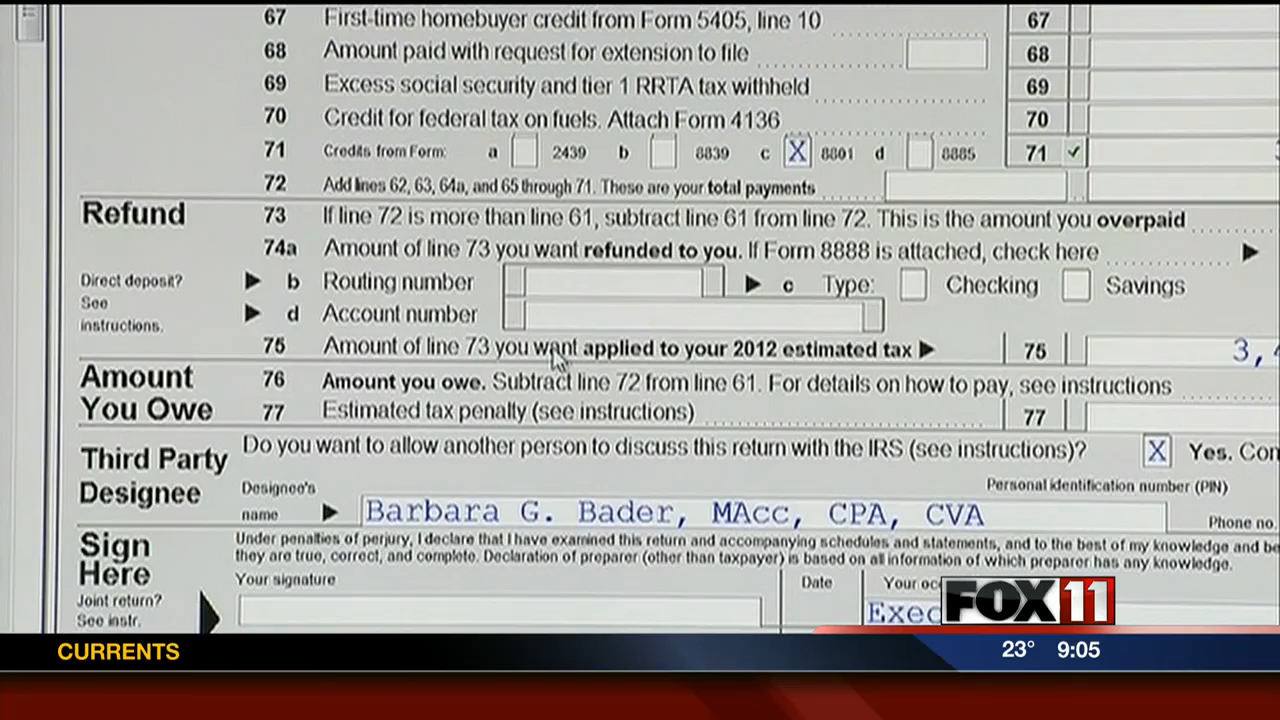 67 First-time homebuyer credit from Form 5405, line 10 67
68 Amount paid with request for extension to file 68
69 Excess social security and tier 1 RRTA tax withheld 69
70 Credit for federal tax on fuels. Attach Form 4136 70
71 Credits from Form: a 2439 b 8839 c X 8801 d 8885 71 ✓
72 Add lines 62, 63, 64a, and 65 through 71. These are your total payments
Refund 73 If line 72 is more than line 61, subtract line 61 from line 72. This is the amount you overpaid
74a Amount of line 73 you want refunded to you. If Form 8888 is attached, check here ▶
Direct deposit? ▶ b Routing number ▶ c Type: Checking Savings
See
instructions. ▶ d Account number
75 Amount of line 73 you want applied to your 2012 estimated tax ▶ 75 3,
Amount 76 Amount you owe. Subtract line 72 from line 61. For details on how to pay, see instructions
You Owe 77 Estimated tax penalty (see instructions) 77
Third Party Do you want to allow another person to discuss this return with the IRS (see instructions)? X Yes.
Designee Designee's Personal identification number (PIN)
name ▶ Barbara G. Bader, MAcc, CPA, CVA Phone no.
Sign Under penalties of perjury, I declare that I have examined this return and accompanying schedules and statements, and to the best of my knowledge and
Here they are true, correct, and complete. Declaration of preparer (other than taxpayer) is based on all information of which preparer has any knowledge.
Joint return? Your signature Date Your
See instr. Exec
FOX 11
CURRENTS 23° 9:05